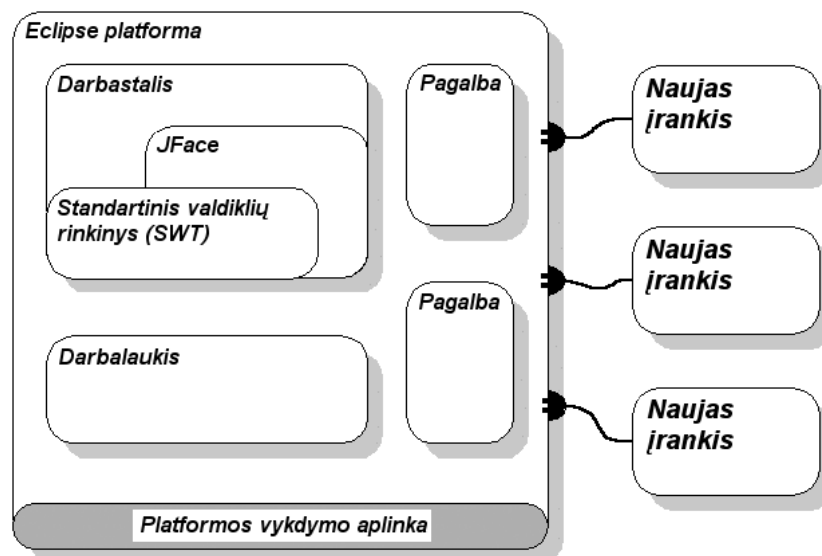 Eclipse platforma
Darbastalis
JFace
Standartinis valdiklių
rinkinys (SWT)
Pagalba
Pagalba
Darbalaukis
Platformos vykdymo aplinka
Naujas
įrankis
Naujas
įrankis
Naujas
įrankis